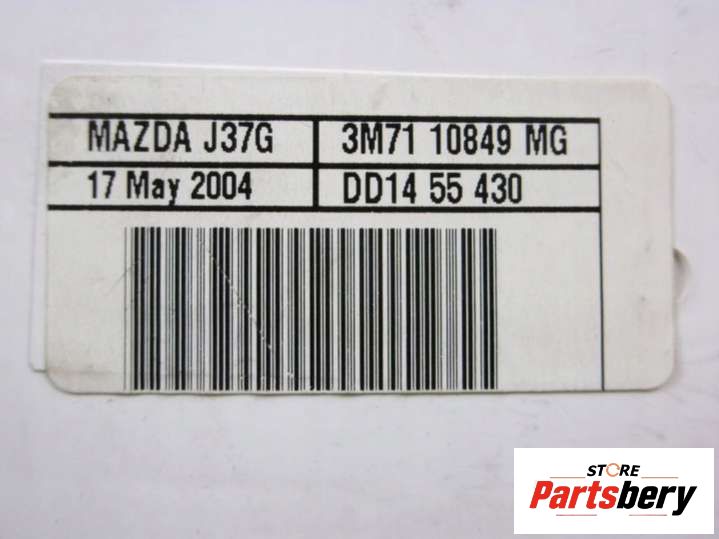 MAZDA J37G 3M71 10849 MG
17 May 2004 DD14 55 430
STORE
Partsbery